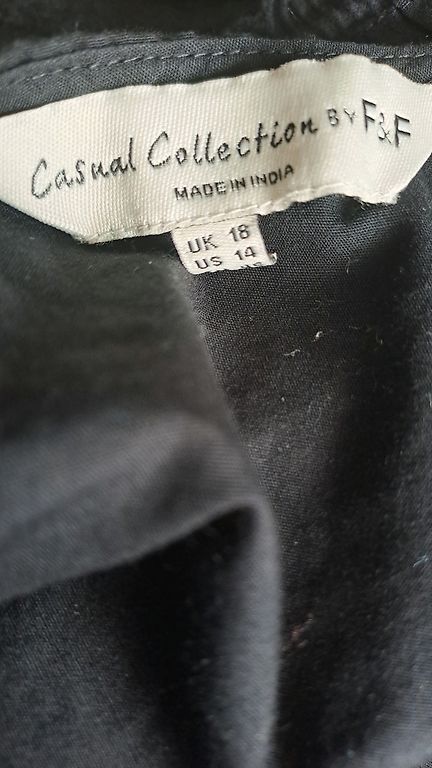 Casual Collection BY F&F
MADE IN INDIA
UK 18
US 14